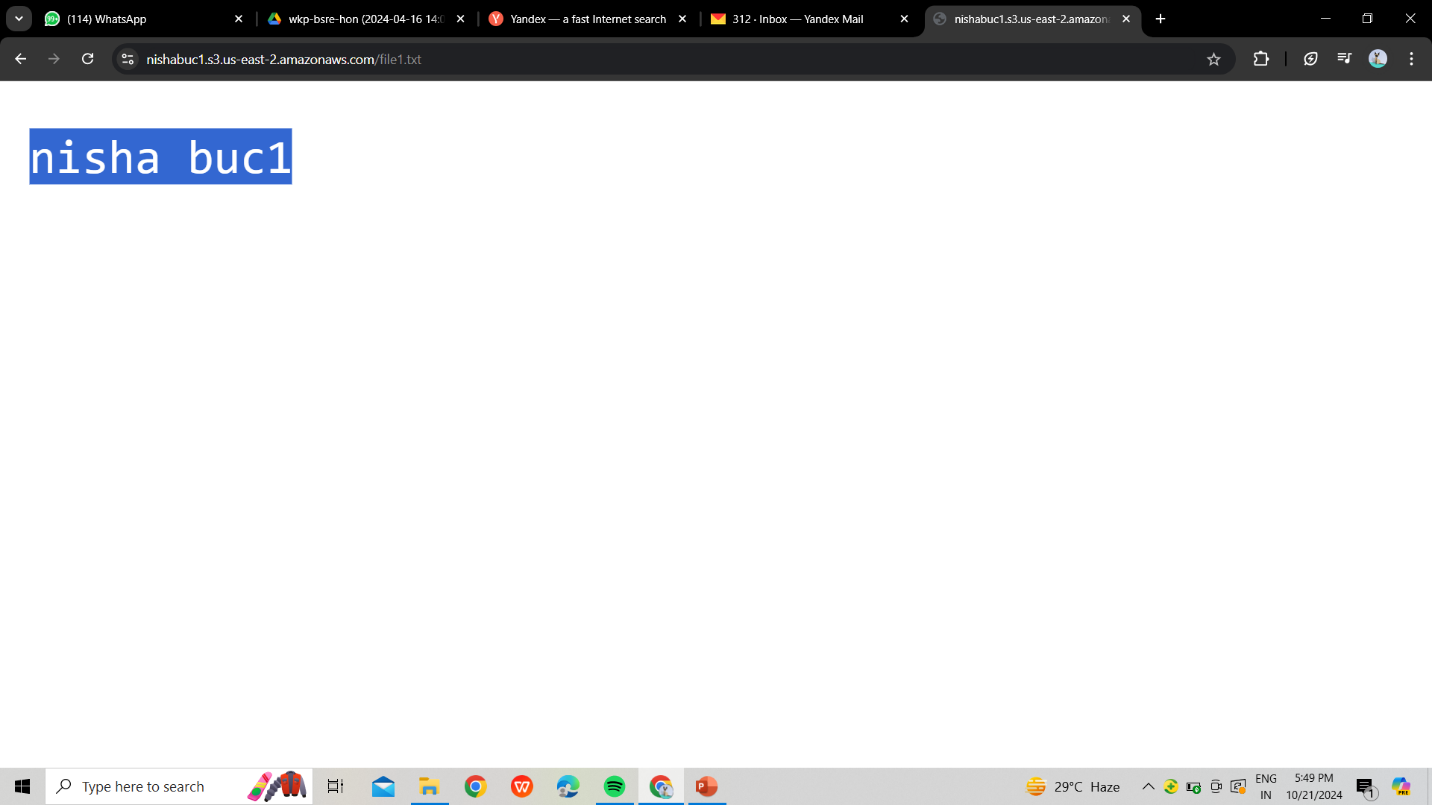 (114) WhatsApp
wkp-bsre-hon (2024-04-16 14:0
Yandex — a fast Internet search
312 · Inbox — Yandex Mail
nishabuc1.s3.us-east-2.amazon
nishabuc1.s3.us-east-2.amazonaws.com/file1.txt
nisha buc1
Type here to search
29°C Haze
ENG
IN
5:49 PM
10/21/2024
1